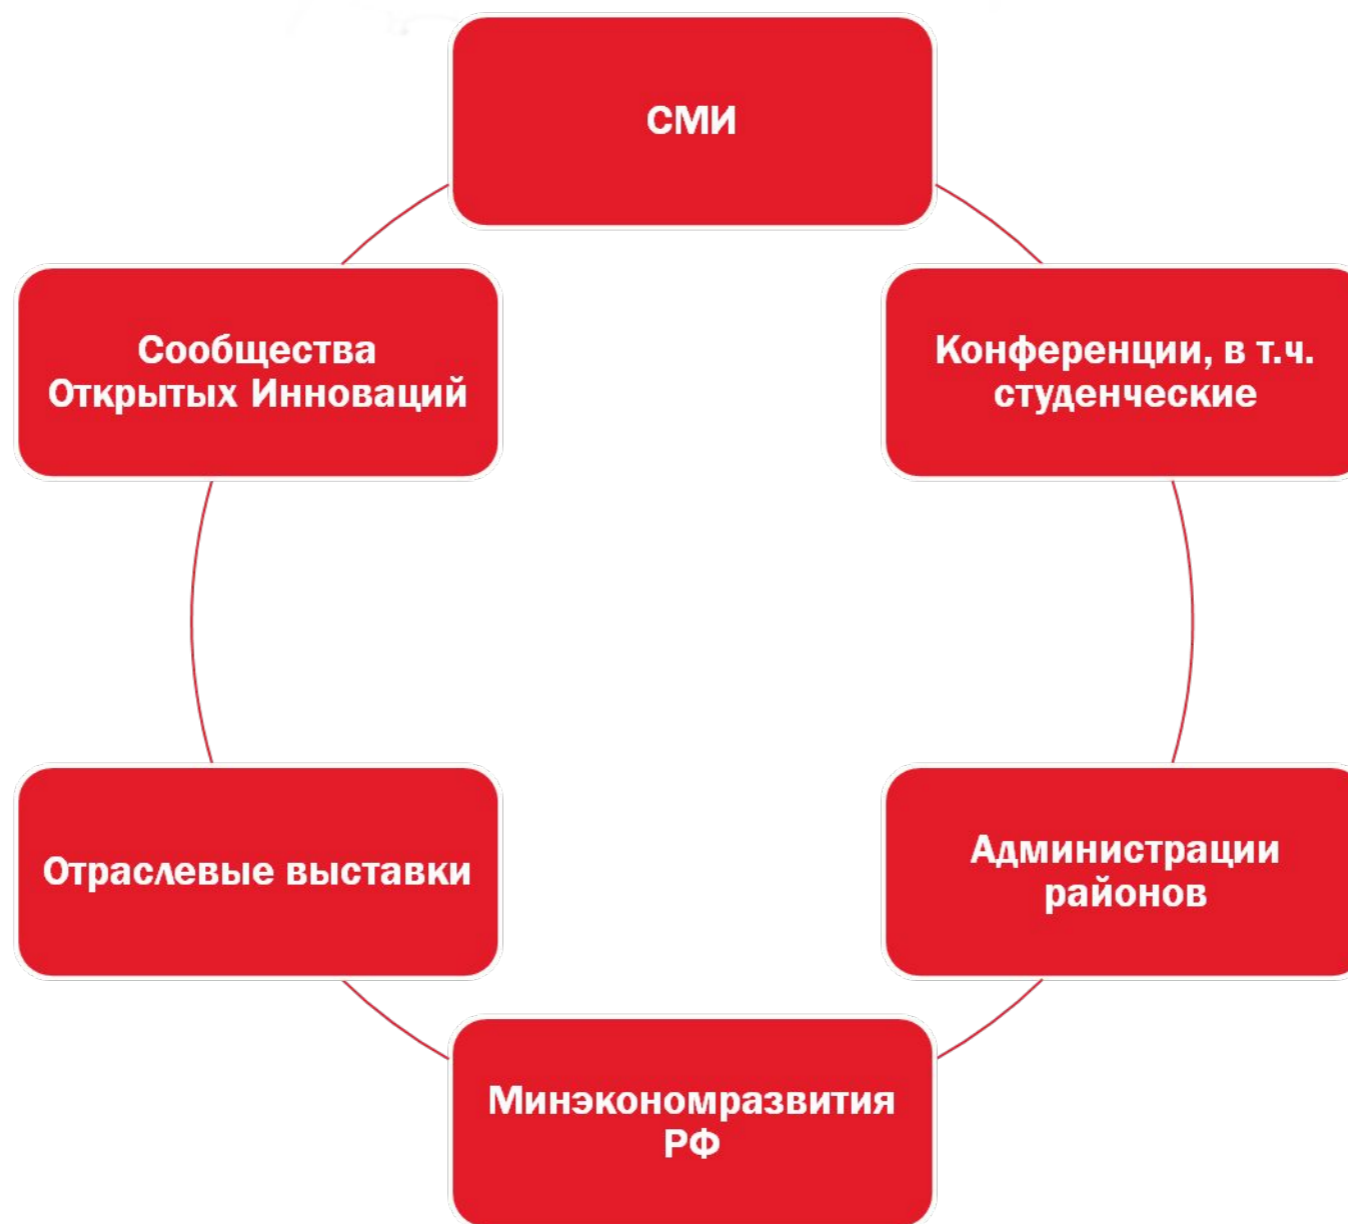 СМИ
Сообщества
Открытых Инноваций
Конференции, в т.ч.
студенческие
Отраслевые выставки
Администрации
районов
Минэкономразвития
РФ